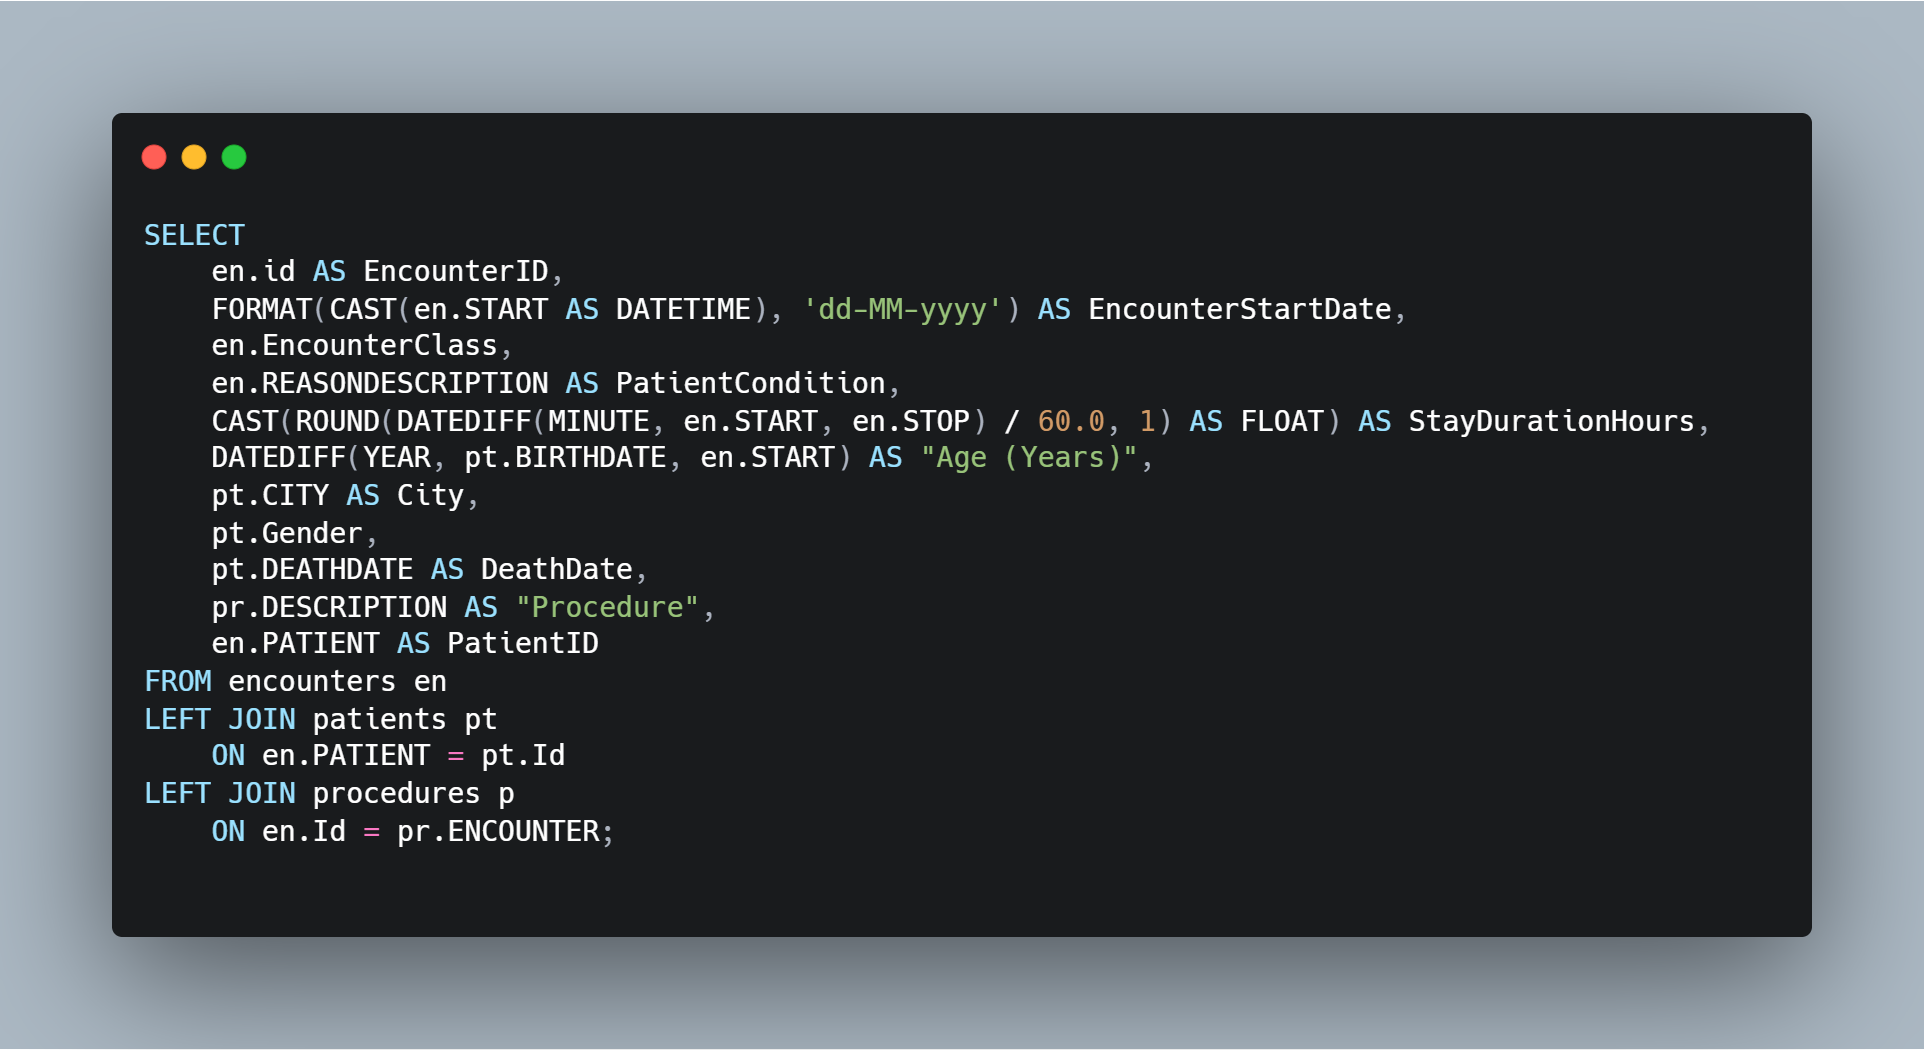 SELECT
    en.id AS EncounterID,
    FORMAT(CAST(en.START AS DATETIME), 'dd-MM-yyyy') AS EncounterStartDate,
    en.EncounterClass,
    en.REASONDESCRIPTION AS PatientCondition,
    CAST(ROUND(DATEDIFF(MINUTE, en.START, en.STOP) / 60.0, 1) AS FLOAT) AS StayDurationHours,
    DATEDIFF(YEAR, pt.BIRTHDATE, en.START) AS "Age (Years)",
    pt.CITY AS City,
    pt.Gender,
    pt.DEATHDATE AS DeathDate,
    pr.DESCRIPTION AS "Procedure",
    en.PATIENT AS PatientID
FROM encounters en
LEFT JOIN patients pt
    ON en.PATIENT = pt.Id
LEFT JOIN procedures p
    ON en.Id = pr.ENCOUNTER;